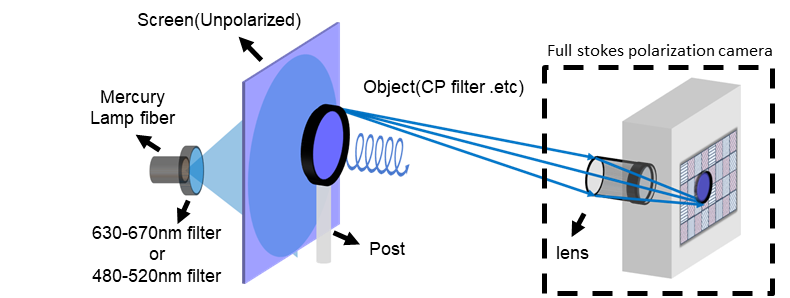 Screen(Unpolarized)
Full stokes polarization camera
Object(CP filter .etc)
Mercury
Lamp fiber
630-670nm filter
or
480-520nm filter
Post
lens